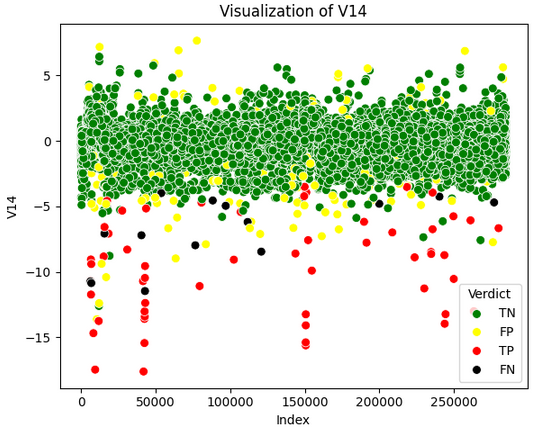 Visualization of V14
V14
5
0
−5
−10
−15
0
50000
100000
150000
200000
250000
Index
Verdict
TN
FP
TP
FN